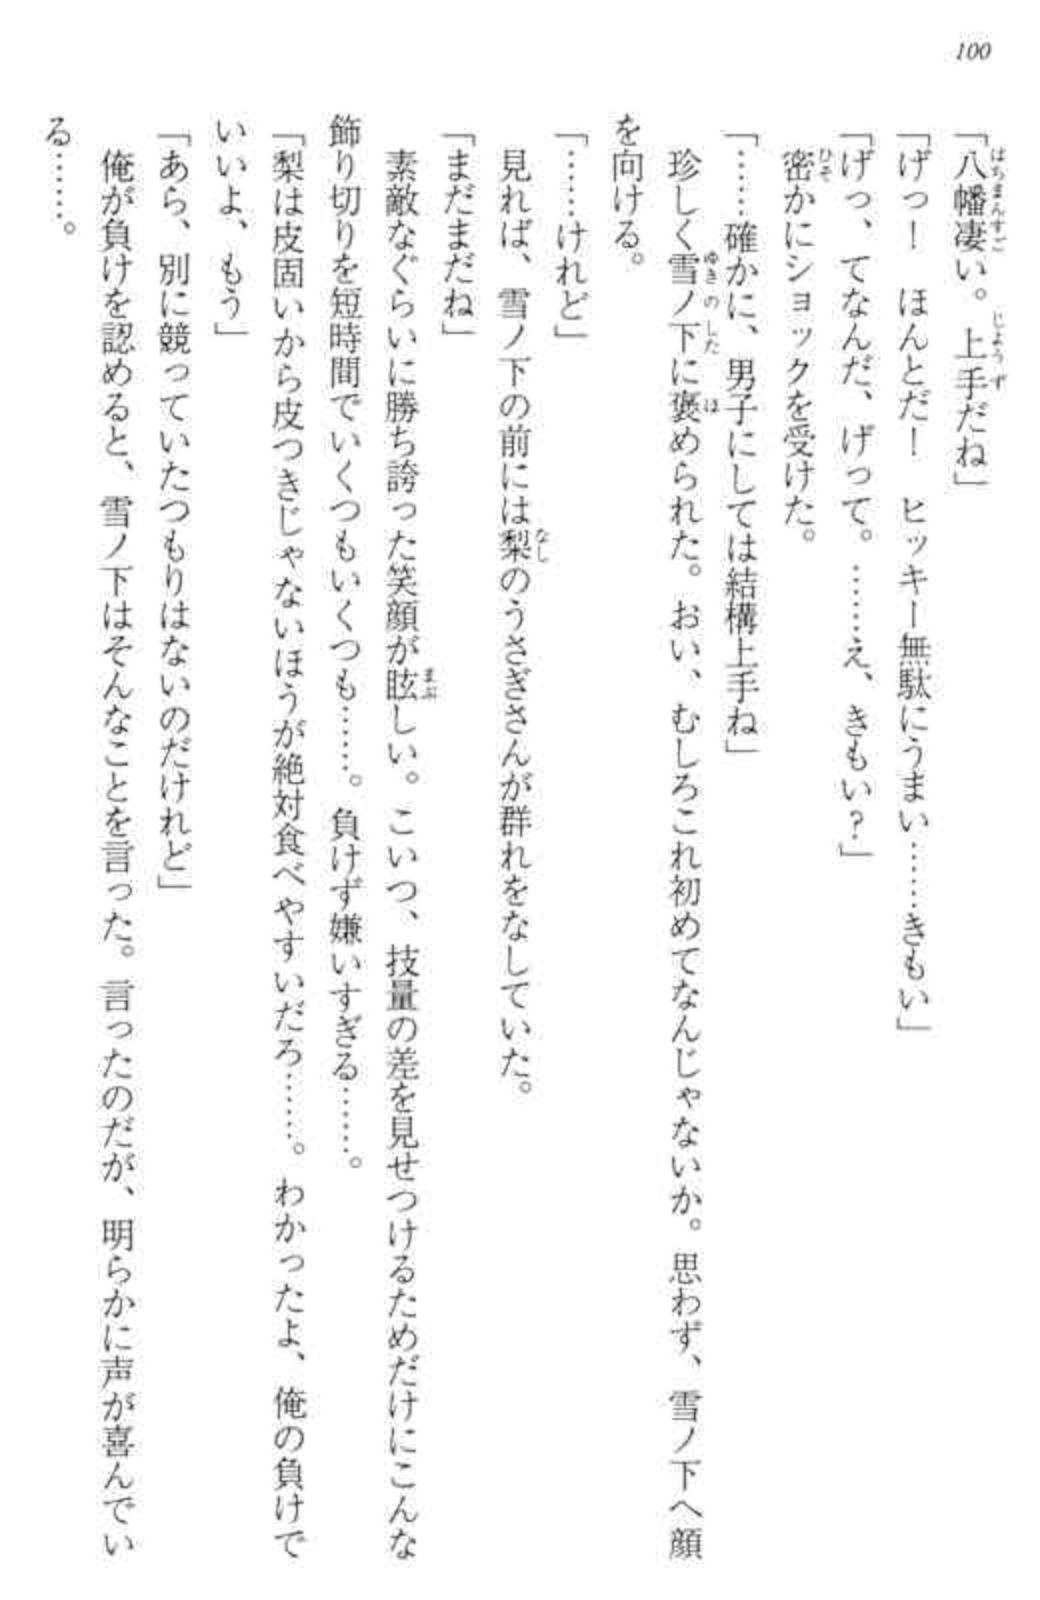 100
「八幡凄い。上手だね」
「げっ！　ほんとだ！　ヒッキー無駄にうまい……きもい」
「げっ、てなんだ、げって。……え、きもい？」
密かにショックを受けた。
「……確かに、男子にしては結構上手ね」
　珍しく雪ノ下に褒められた。おい、むしろこれ初めてなんじゃないか。思わず、雪ノ下へ顔
を向ける。
「……けれど」
　見れば、雪ノ下の前には梨のうさぎさんが群れをなしていた。
「まだまだね」
　素敵なぐらいに勝ち誇った笑顔が眩しい。こいつ、技量の差を見せつけるためだけにこんな
飾り切りを短時間でいくつもいくつも……。負けず嫌いすぎる……。
「梨は皮固いから皮つきじゃないほうが絶対食べやすいだろ……。わかったよ、俺の負けで
いいよ、もう」
「あら、別に競っていたつもりはないのだけれど」
　俺が負けを認めると、雪ノ下はそんなことを言った。言ったのだが、明らかに声が喜んでい
る……。